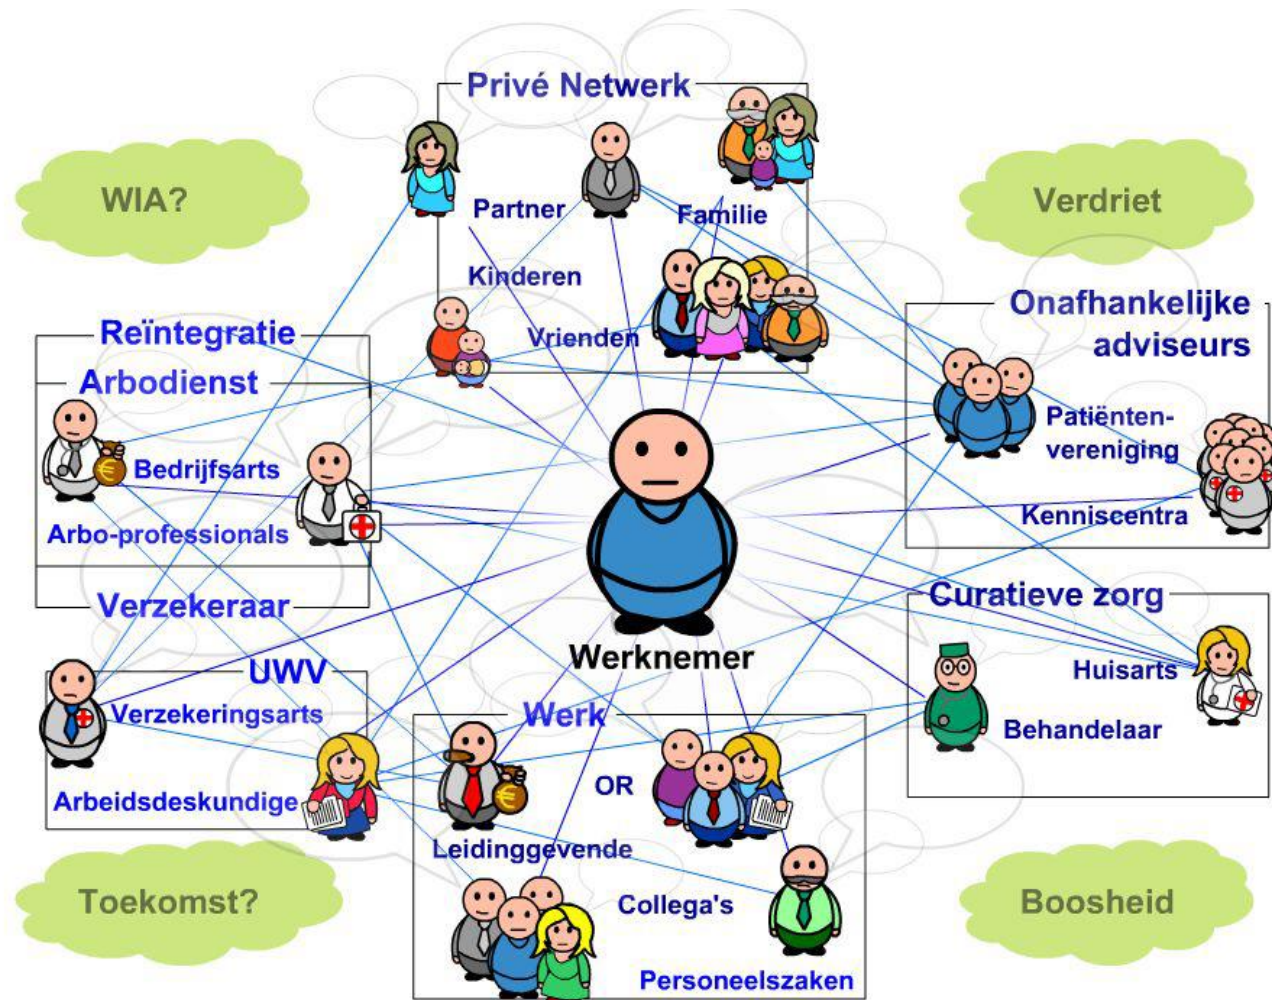 Privé Netwerk
WIA?
Verdriet
Partner
Familie
Kinderen
Vrienden
Onafhankelijke
adviseurs
Reïntegratie
Arbodienst
Patiënten-
vereniging
Bedrijfsarts
Kenniscentra
Arbo-professionals
Verzekeraar
Curatieve zorg
Werknemer
UWV
Huisarts
Verzekeringsarts
Werk
Behandelaar
Arbeidsdeskundige
OR
Leidinggevende
Toekomst?
Collega's
Boosheid
Personeelszaken